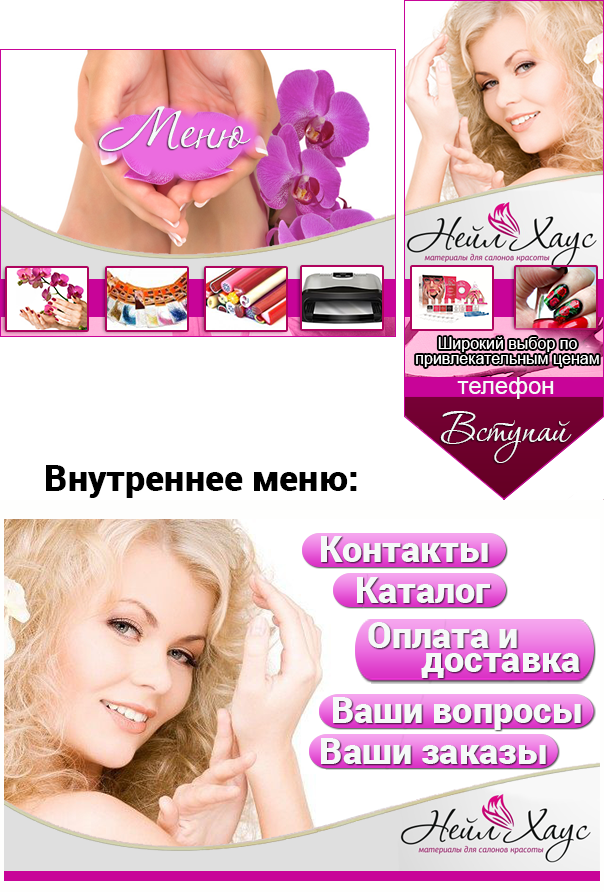 Меню
Нейл Хаус
материалы для салонов красоты
Широкий выбор по
привлекательным ценам
телефон
Вступай
Внутреннее меню:
Контакты
Каталог
Оплата и
доставка
Ваши вопросы
Ваши заказы
Нейл Хаус
материалы для салонов красоты